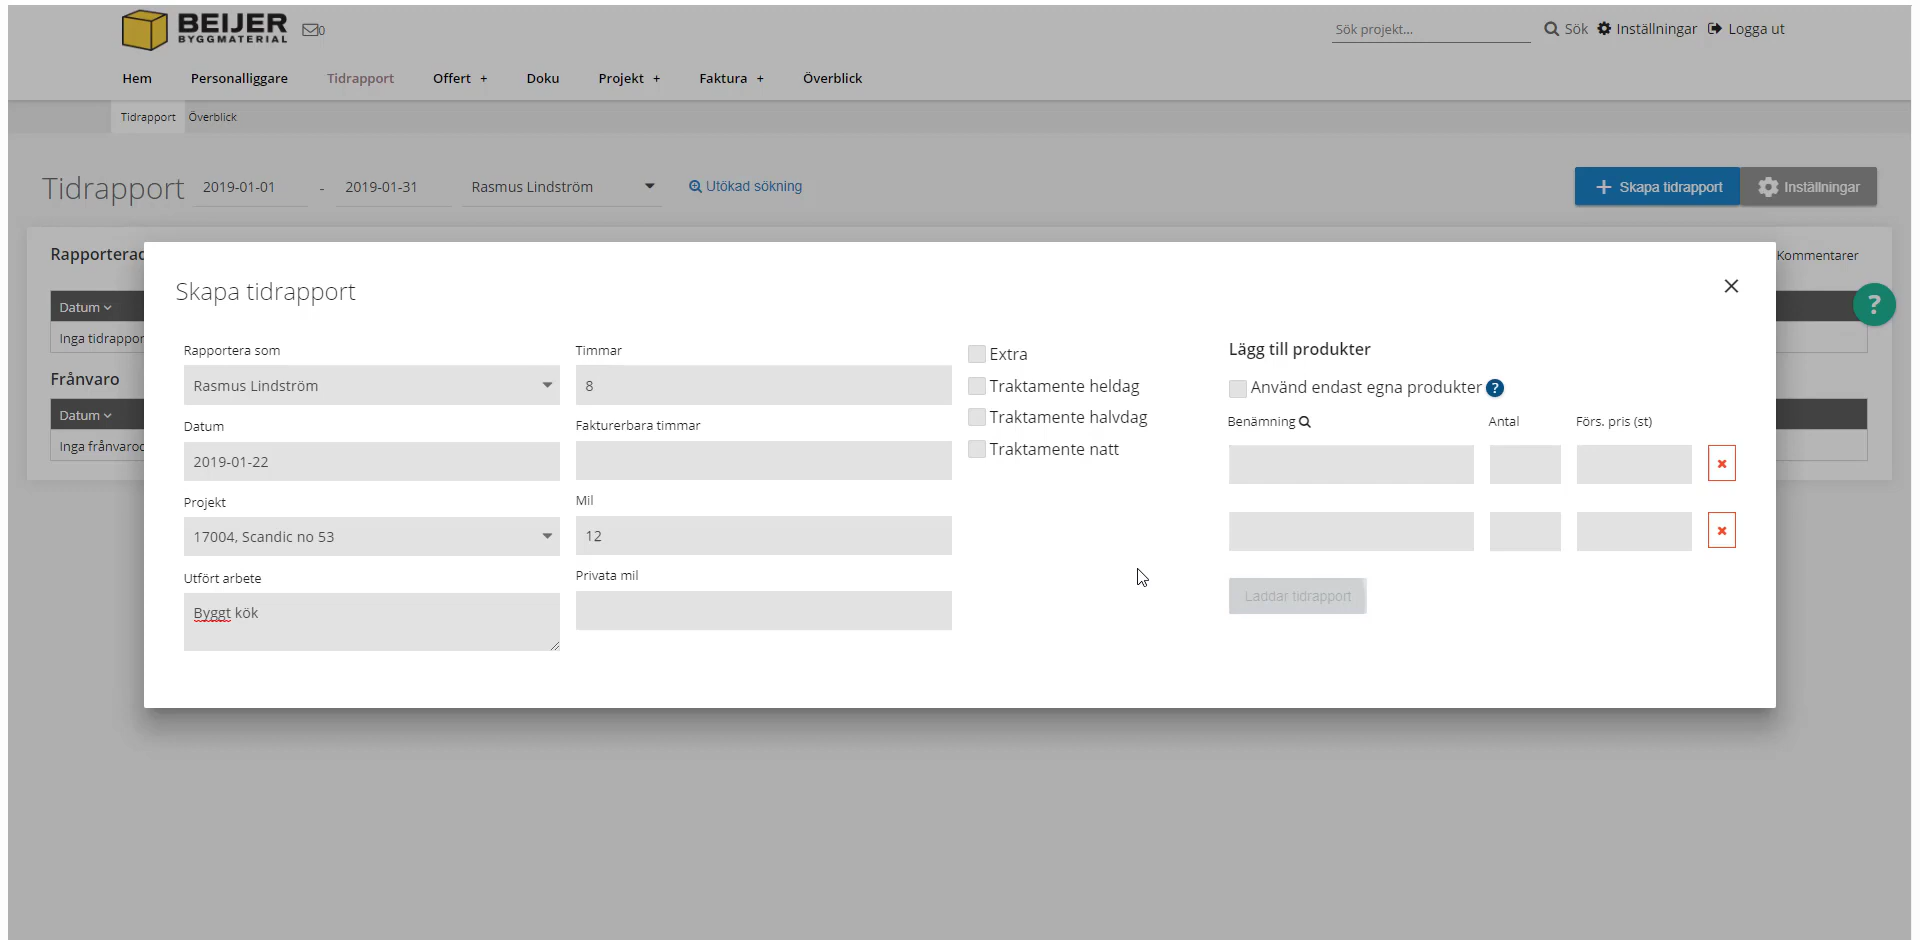 BEIJER
BYGGMATERIAL
0
Sök projekt...
Sök
Inställningar
Logga ut
Hem
Personalliggare
Tidrapport
Offert +
Doku
Projekt +
Faktura +
Överblick
Tidrapport
Överblick
Tidrapport
2019-01-01
-
2019-01-31
Rasmus Lindström
Utökad sökning
+ Skapa tidrapport
Inställningar
Rapporterad
Kommentarer
Datum
Inga tidrappor
Frånvaro
Datum
Inga frånvaro
?
Skapa tidrapport
Rapportera som
Rasmus Lindström
Datum
2019-01-22
Projekt
17004, Scandic no 53
Utfört arbete
Byggt kök
Timmar
8
Fakturerbara timmar
Mil
12
Privata mil
Extra
Traktamente heldag
Traktamente halvdag
Traktamente natt
Lägg till produkter
Använd endast egna produkter ?
Benämning
Antal
Förs. pris (st)
Laddar tidrapport